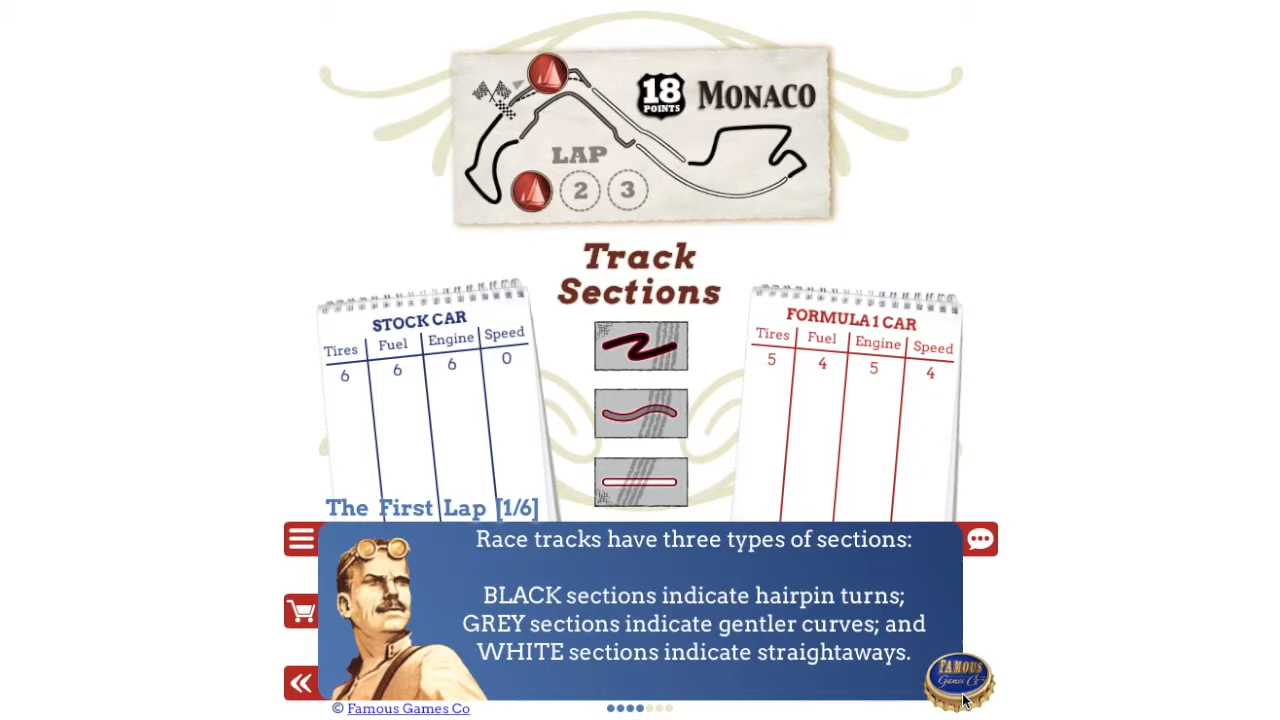 18
POINTS
MONACO
LAP
2
3
Track
Sections
STOCK CAR
Tires Fuel Engine Speed
6 6 6 0
FORMULA 1 CAR
Tires Fuel Engine Speed
5 4 5 4
The First Lap [1/6]
Race tracks have three types of sections:
BLACK sections indicate hairpin turns;
GREY sections indicate gentler curves; and
WHITE sections indicate straightaways.
FAMOUS
Games Co
© Famous Games Co